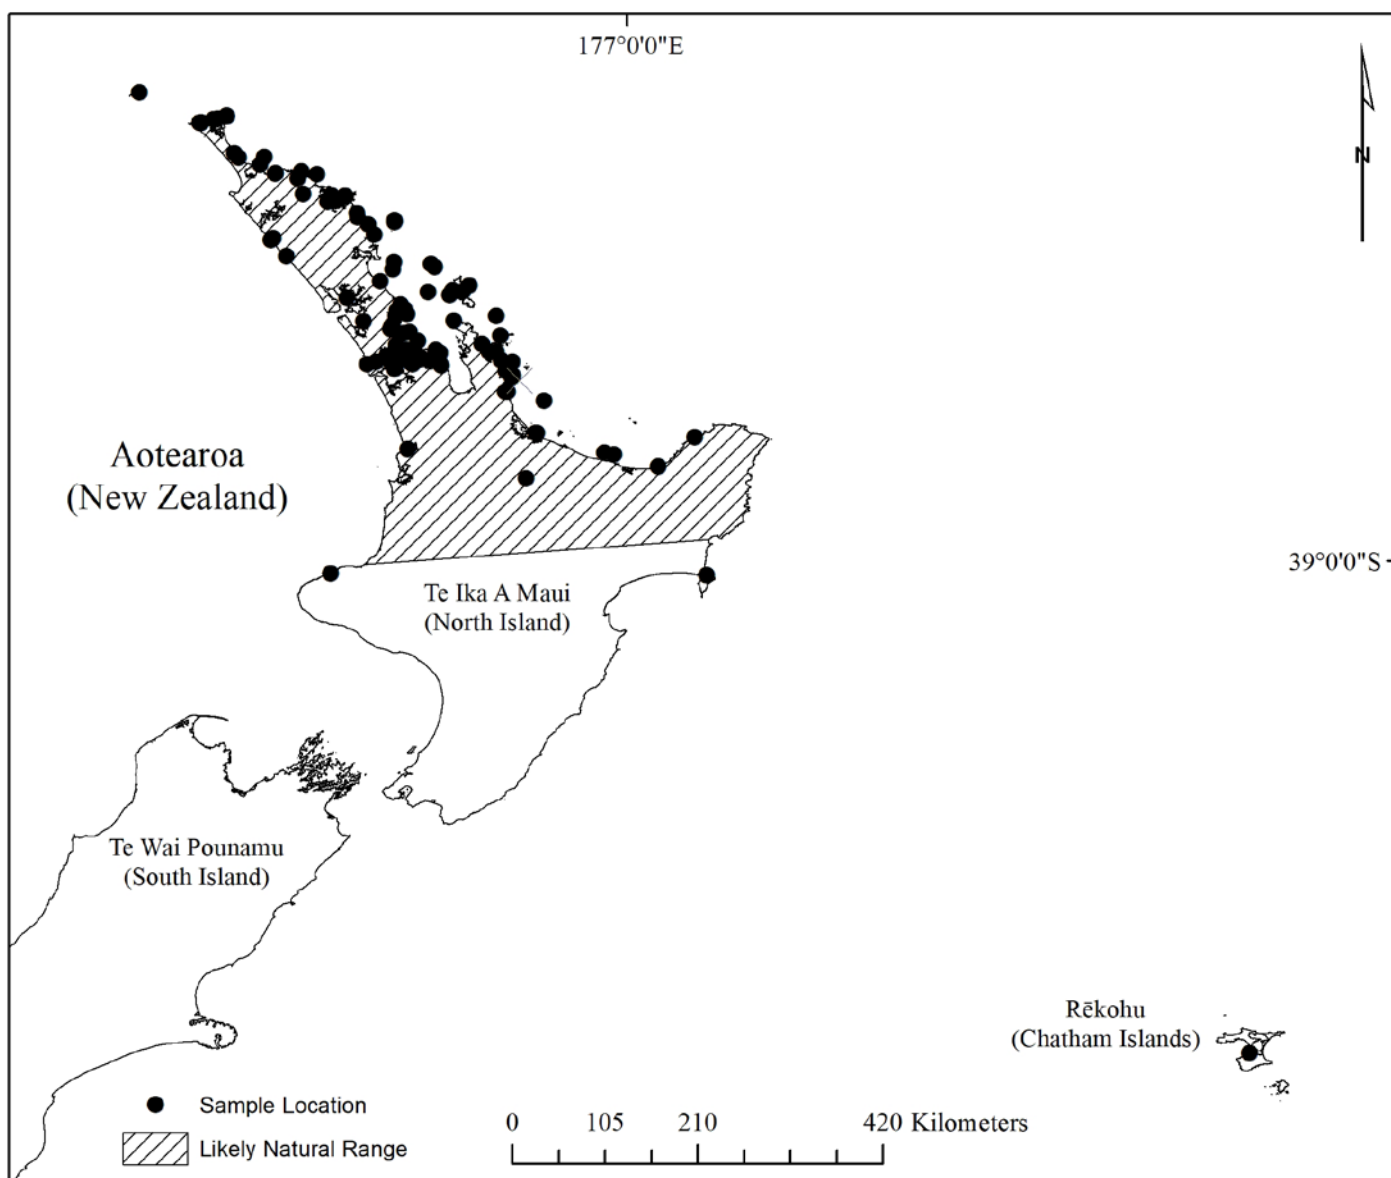 177°0'0"E
N
Aotearoa
(New Zealand)
39°0'0"S
Te Ika A Maui
(North Island)
Te Wai Pounamu
(South Island)
Rēkohu
(Chatham Islands)
Sample Location
Likely Natural Range
0 105 210 420 Kilometers